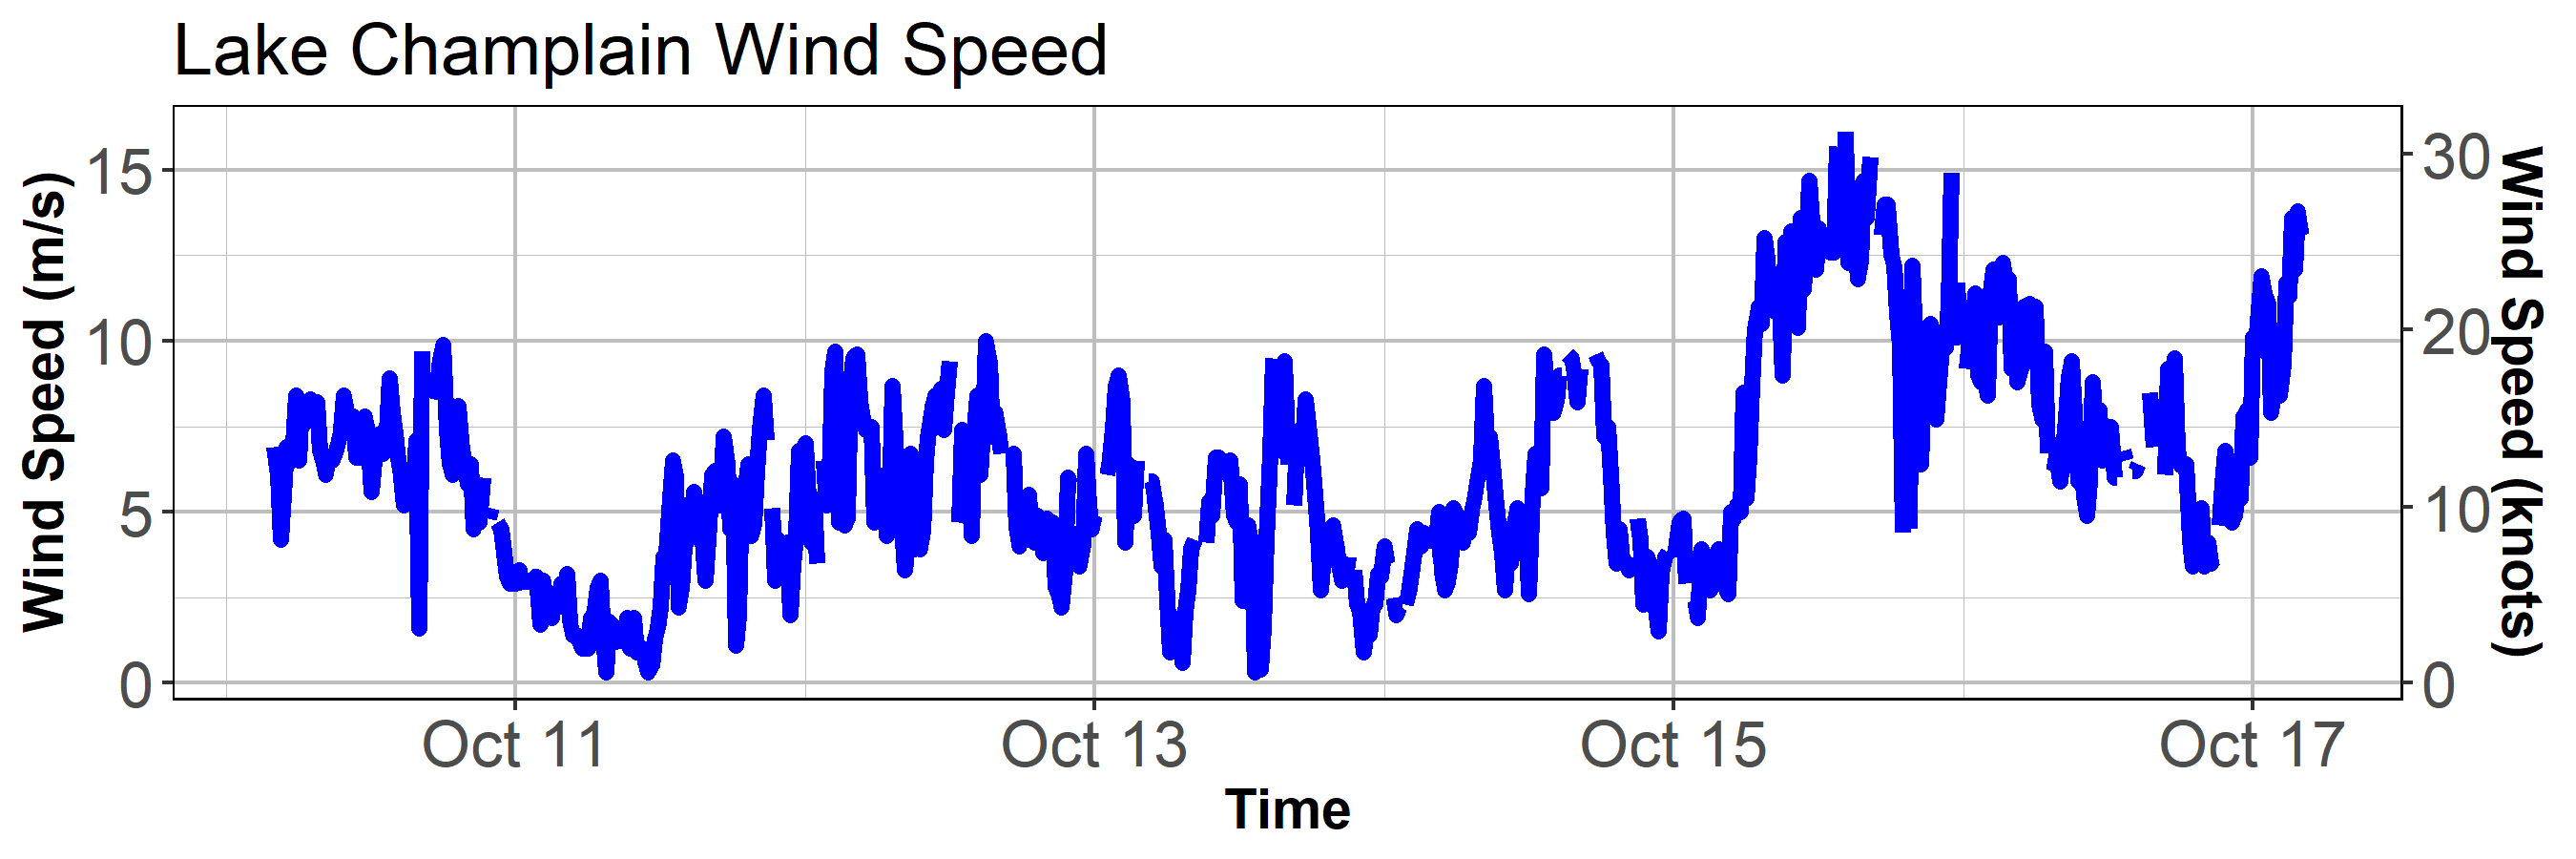 Lake Champlain Wind Speed
Wind Speed (m/s)
15
10
5
0
30
20
10
0
Wind Speed (knots)
Oct 11
Oct 13
Oct 15
Oct 17
Time